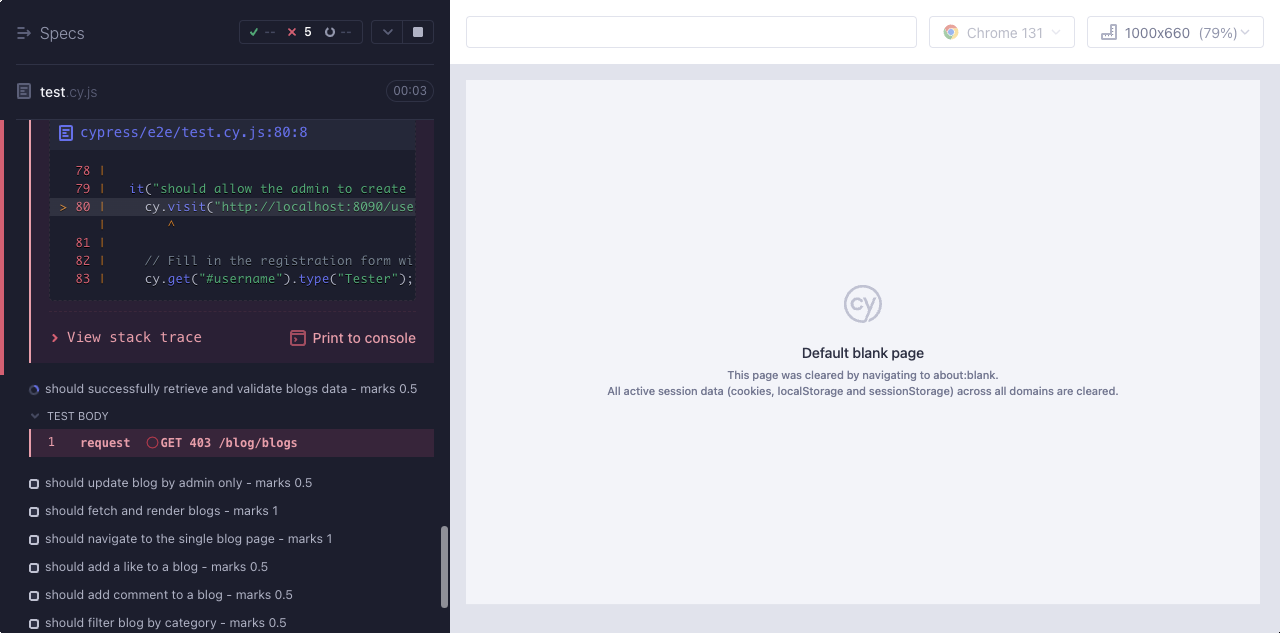 Specs
--
5
--
Chrome 131
1000x660 (79%)
test.cy.js
00:03
cypress/e2e/test.cy.js:80:8
78 |
79 | it("should allow the admin to create
> 80 | cy.visit("http://localhost:8090/use
| ^
81 |
82 | // Fill in the registration form wi
83 | cy.get("#username").type("Tester");
View stack trace
Print to console
should successfully retrieve and validate blogs data - marks 0.5
TEST BODY
1 request GET 403 /blog/blogs
should update blog by admin only - marks 0.5
should fetch and render blogs - marks 1
should navigate to the single blog page - marks 1
should add a like to a blog - marks 0.5
should add comment to a blog - marks 0.5
should filter blog by category - marks 0.5
cy
Default blank page
This page was cleared by navigating to about:blank.
All active session data (cookies, localStorage and sessionStorage) across all domains are cleared.